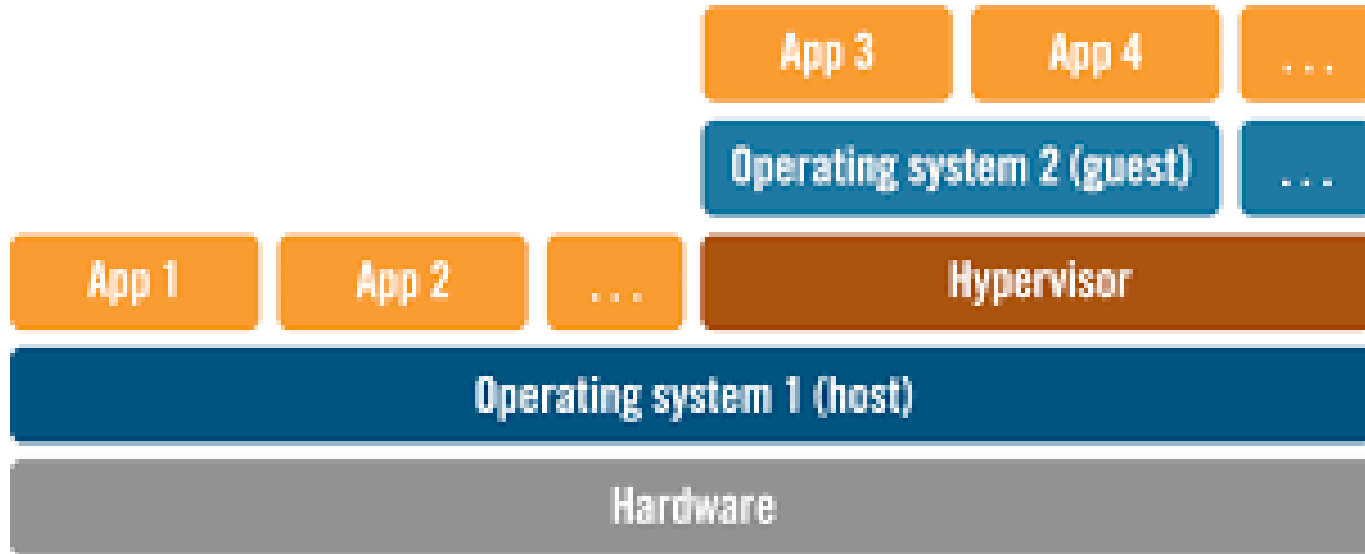 App 3 App 4 ...
Operating system 2 (guest) ...
App 1 App 2 ... Hypervisor
Operating system 1 (host)
Hardware